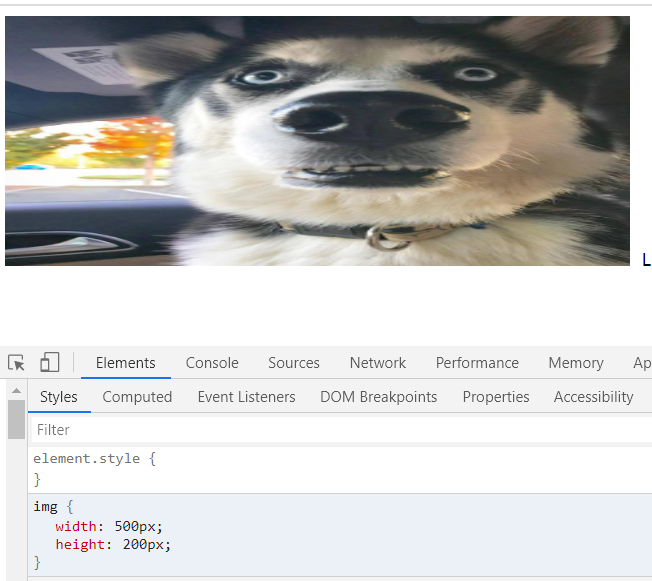 L
Elements Console Sources Network Performance Memory Ap
Styles Computed Event Listeners DOM Breakpoints Properties Accessibility
Filter
element.style {
}
img {
width: 500px;
height: 200px;
}